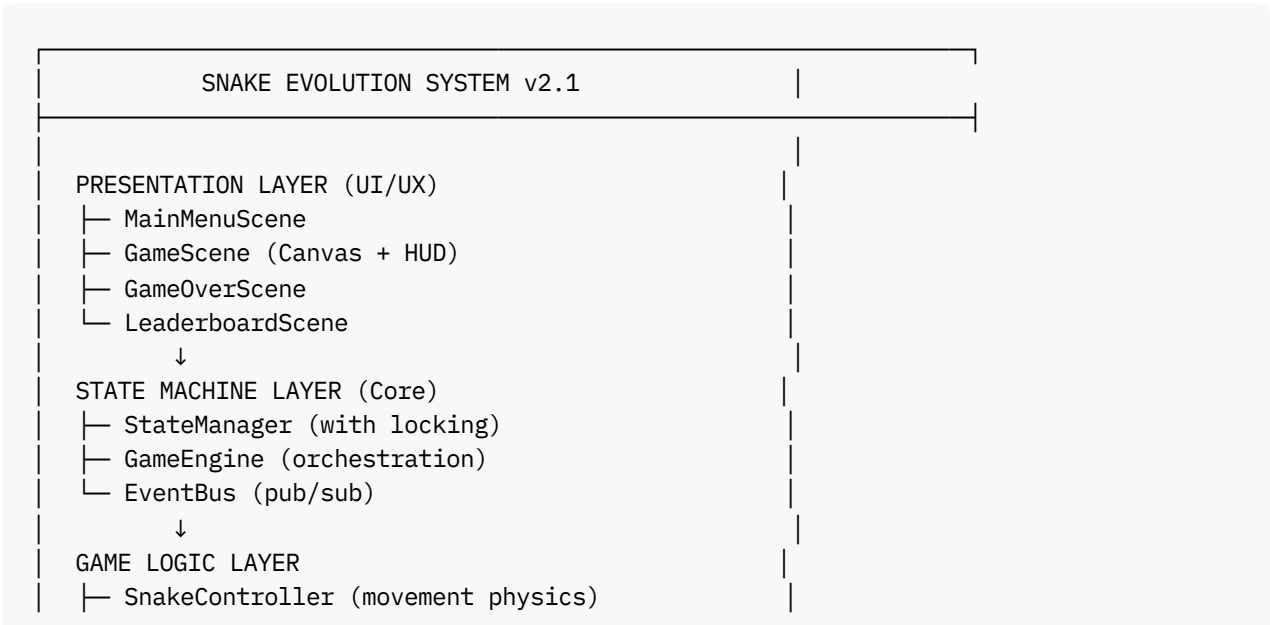 SNAKE EVOLUTION SYSTEM v2.1
PRESENTATION LAYER (UI/UX)
├─ MainMenuScene
├─ GameScene (Canvas + HUD)
├─ GameOverScene
└─ LeaderboardScene
↓
STATE MACHINE LAYER (Core)
├─ StateManager (with locking)
├─ GameEngine (orchestration)
└─ EventBus (pub/sub)
↓
GAME LOGIC LAYER
├─ SnakeController (movement physics)